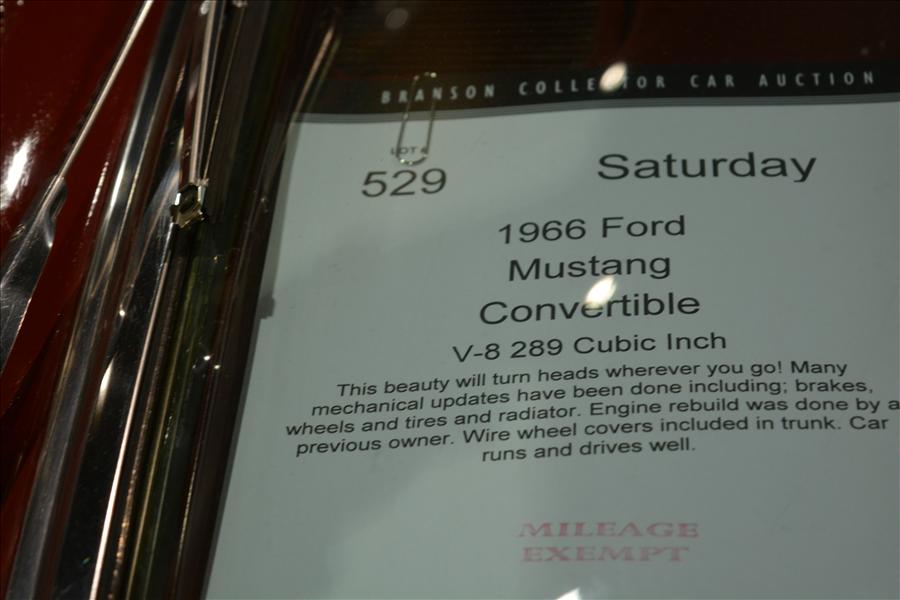 BRANSON COLLECTOR CAR AUCTION
LOT #
529
Saturday
1966 Ford
Mustang
Convertible
V-8 289 Cubic Inch
This beauty will turn heads wherever you go! Many
mechanical updates have been done including; brakes,
wheels and tires and radiator. Engine rebuild was done by a
previous owner. Wire wheel covers included in trunk. Car
runs and drives well.
MILEAGE
EXEMPT